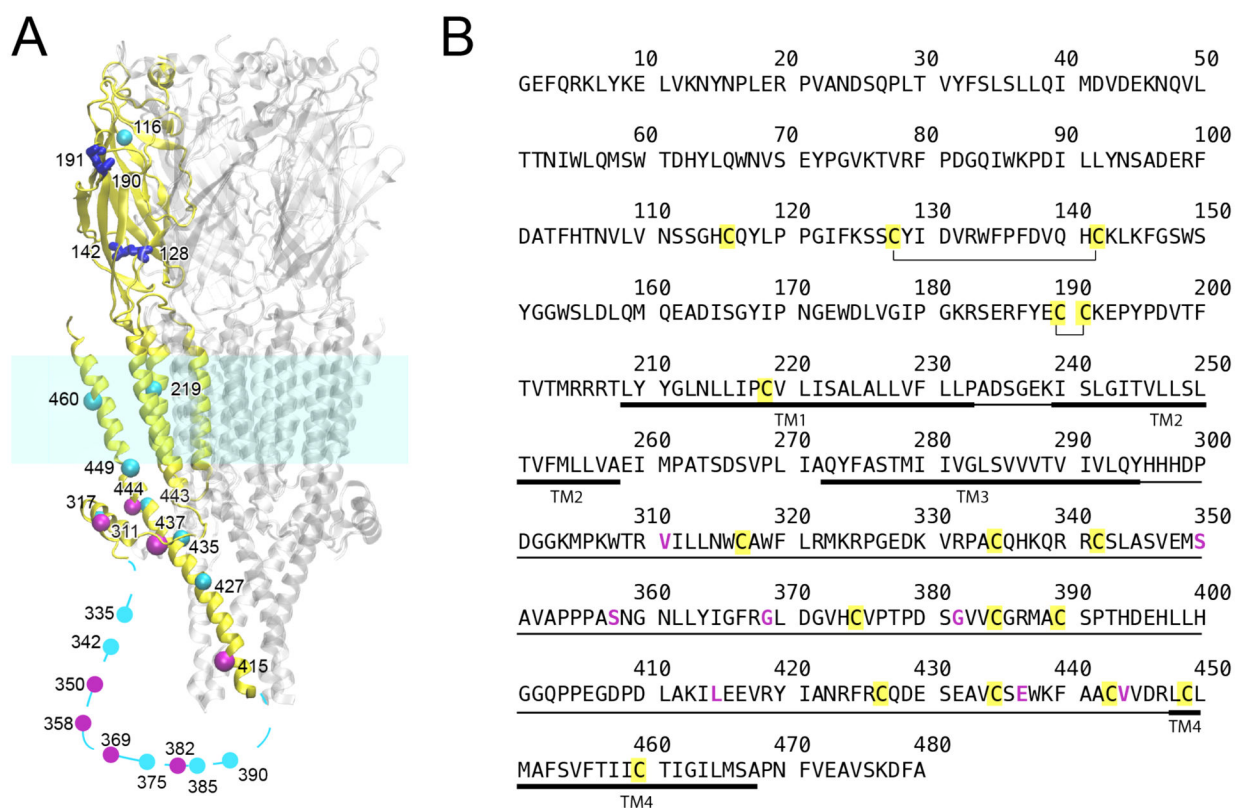 A
116
191
190
142 128
219
460
449
444 443
317
311
437
435
427
335
342
415
350
358
369
375
382
385
390
B
10 20 30 40 50
GEFQRKLYKE LVKNYNPLER PVANDSQPLT VYFSLSLLQI MDVDEKNQVL
60 70 80 90 100
TTNIWLQMSW TDHYLQWNVS EYPGVKTVRF PDGQIWKPDI LLYNSADERF
110 120 130 140 150
DATFHTNVLV NSSGHCQYLP PGIFKSSCYI DVRWFPFDVQ HCKLKFGSWS
160 170 180 190 200
YGGWSLDLQM QEADISGYIP NGEWDLVGIP GKRSERFYEC CKEPYPDVTF
210 220 230 240 250
TVTMRRRTLY YGLNLLIPCV LISALALLVF LLPADSGEKI SLGITVLLSL
TM1 TM2
260 270 280 290 300
TVFMLLVAEI MPATSDSVPL IAQYFASTMI IVGLSVVVTV IVLQYHHHDP
TM2 TM3
310 320 330 340 350
DGGKMPKWTR VILLNWCAWF LRMKRPGEDK VRPACQHKQR RCSLASVEMS
360 370 380 390 400
AVAPPPASNG NLLYIGFRGL DGVHCVPTPD SGVVCGRMAC SPTHDEHLLH
410 420 430 440 450
GGQPPEGDPD LAKILEEVRY IANRFRCQDE SEAVCSEWKF AACVVDRLCL
TM4
460 470 480
MAFSVFTIIC TIGILMSAPN FVEAVSKDFA
TM4